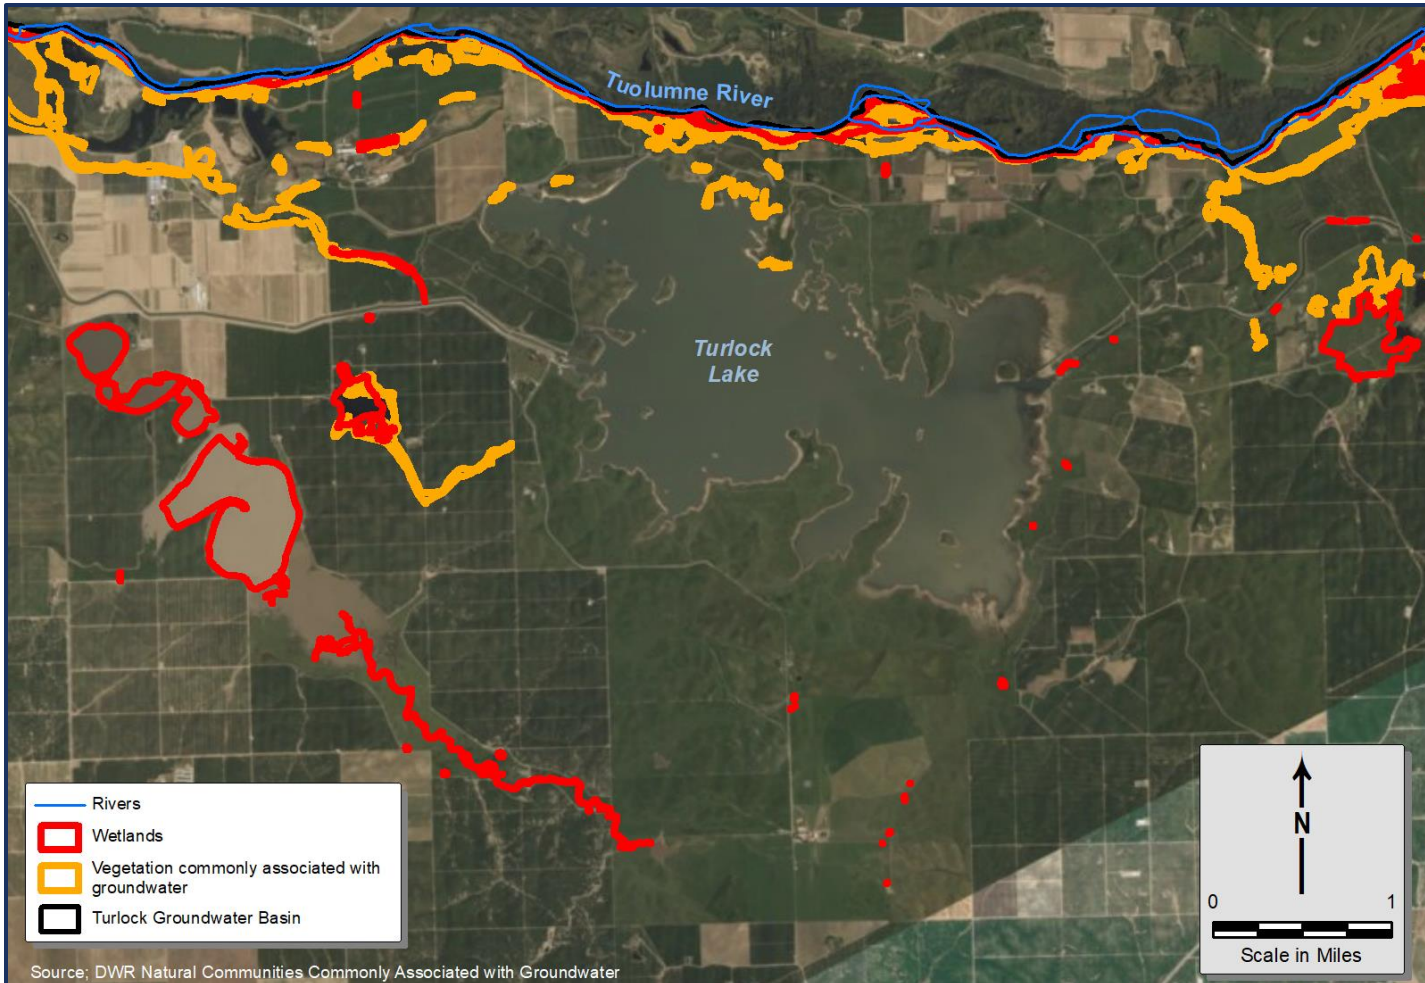 Tuolumne River
Turlock
Lake
Rivers
Wetlands
Vegetation commonly associated with
groundwater
Turlock Groundwater Basin
N
0 1
Scale in Miles
Source; DWR Natural Communities Commonly Associated with Groundwater